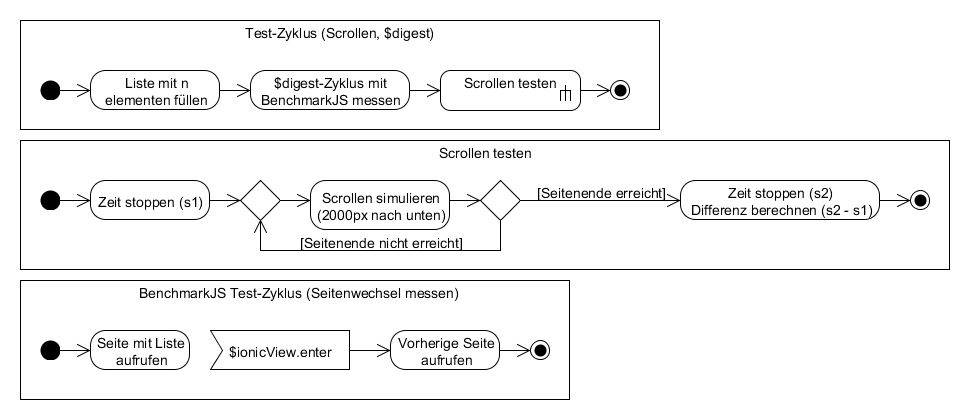 Test-Zyklus (Scrollen, $digest)
Liste mit n
elementen füllen
$digest-Zyklus mit
BenchmarkJS messen
Scrollen testen
Scrollen testen
Zeit stoppen (s1)
Scrollen simulieren
(2000px nach unten)
[Seitenende erreicht]
Zeit stoppen (s2)
Differenz berechnen (s2 - s1)
[Seitenende nicht erreicht]
BenchmarkJS Test-Zyklus (Seitenwechsel messen)
Seite mit Liste
aufrufen
$ionicView.enter
Vorherige Seite
aufrufen